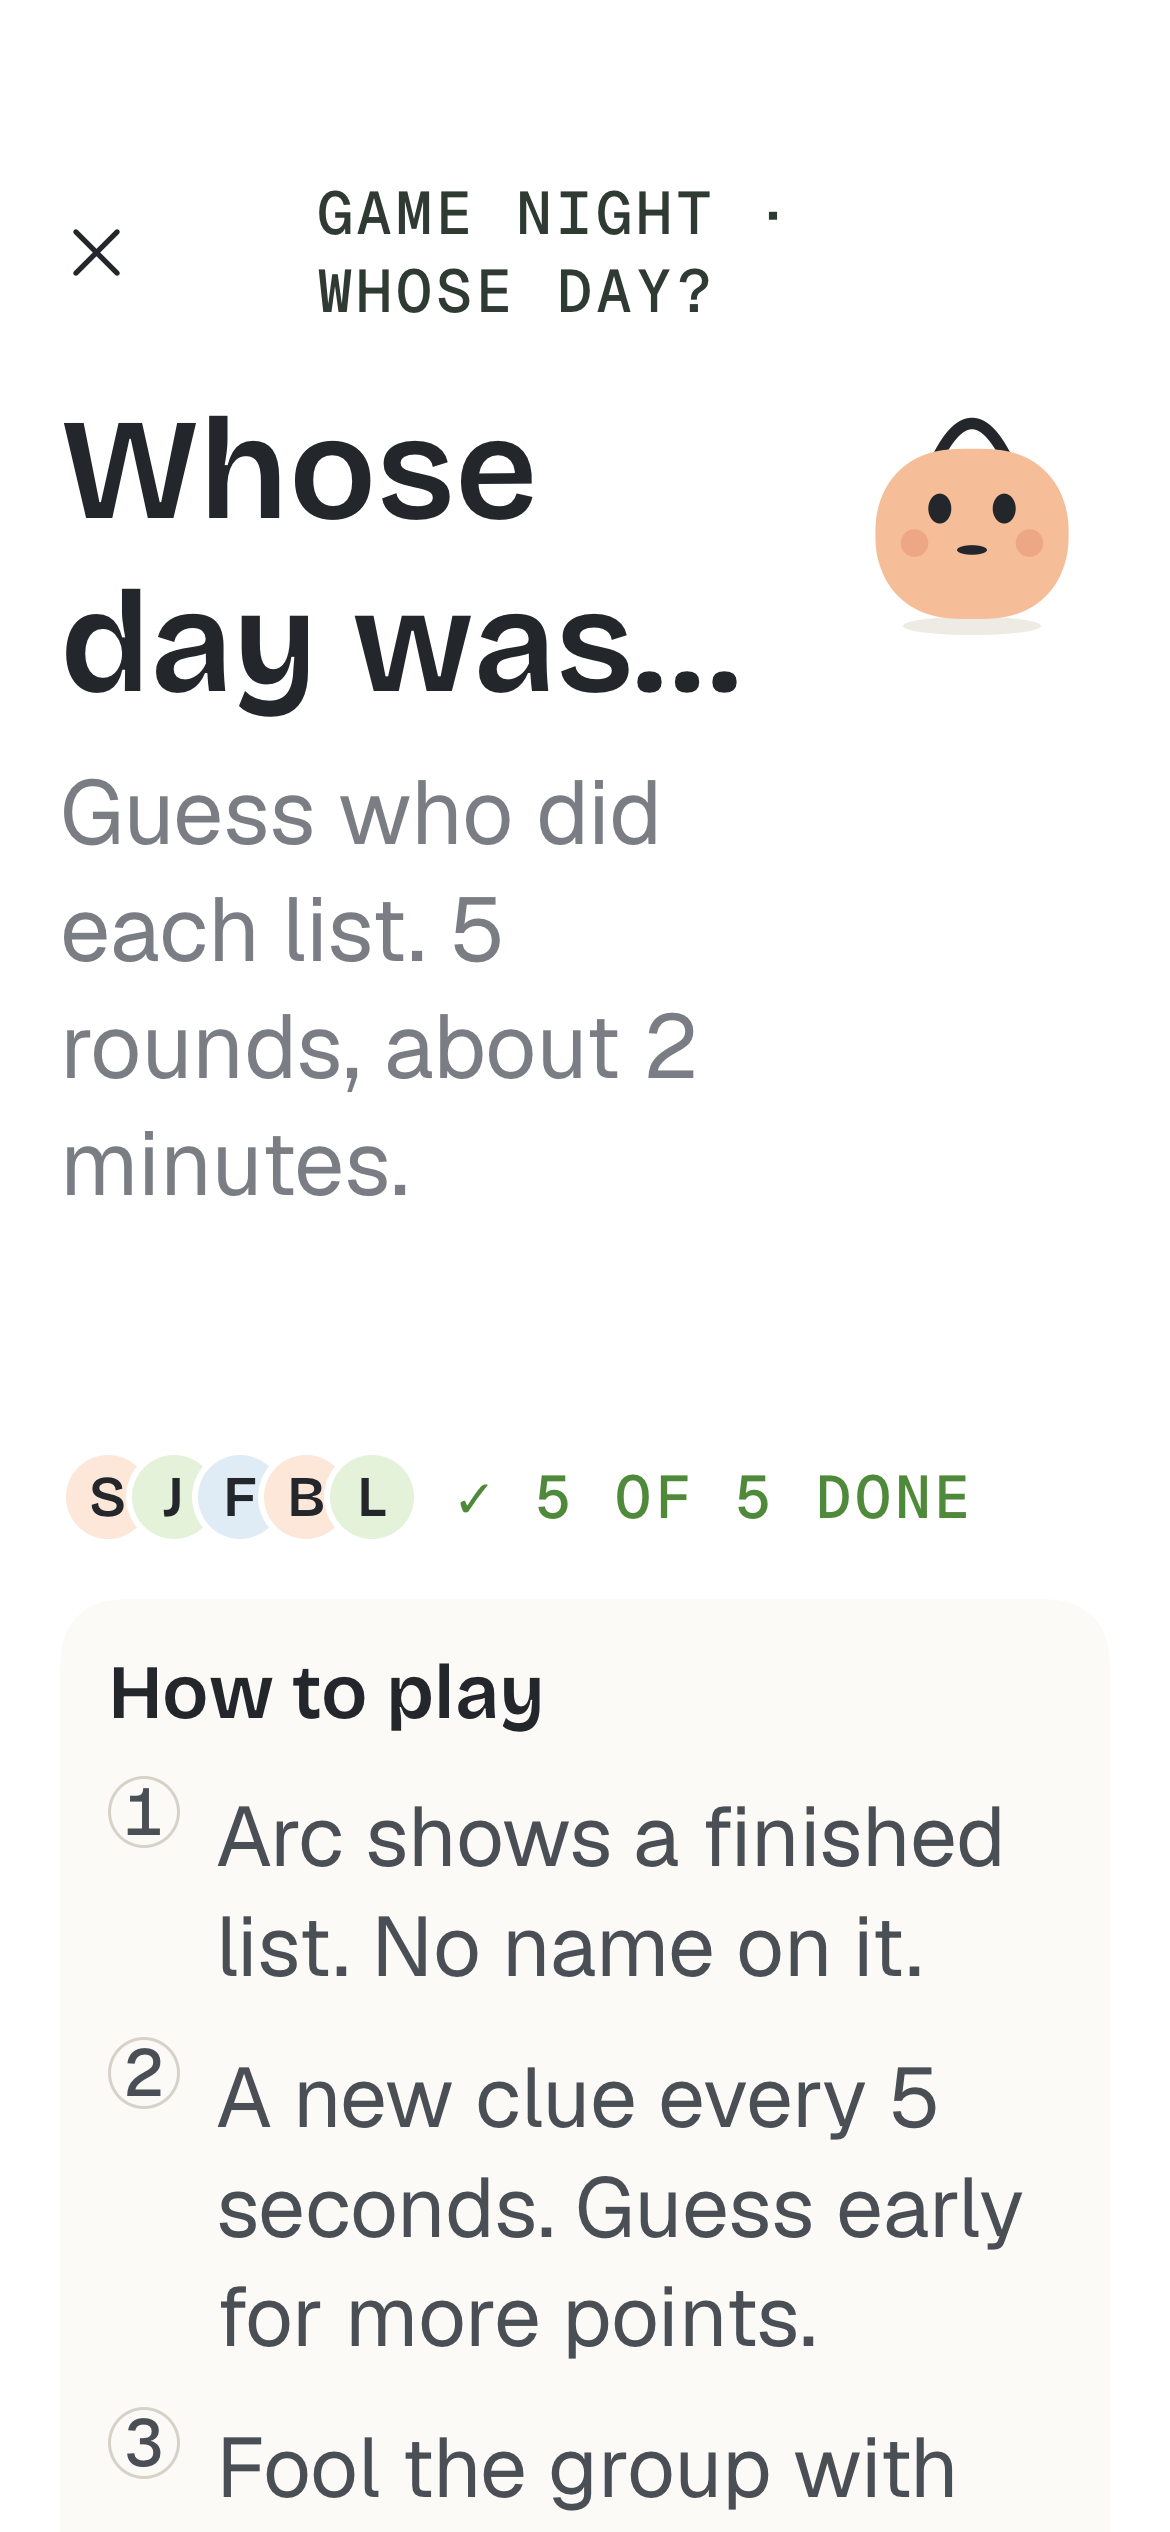 GAME NIGHT ·
WHOSE DAY?
Whose
day was...
Guess who did
each list. 5
rounds, about 2
minutes.
S J F B L ✓ 5 OF 5 DONE
How to play
1 Arc shows a finished
list. No name on it.
2 A new clue every 5
seconds. Guess early
for more points.
3 Fool the group with